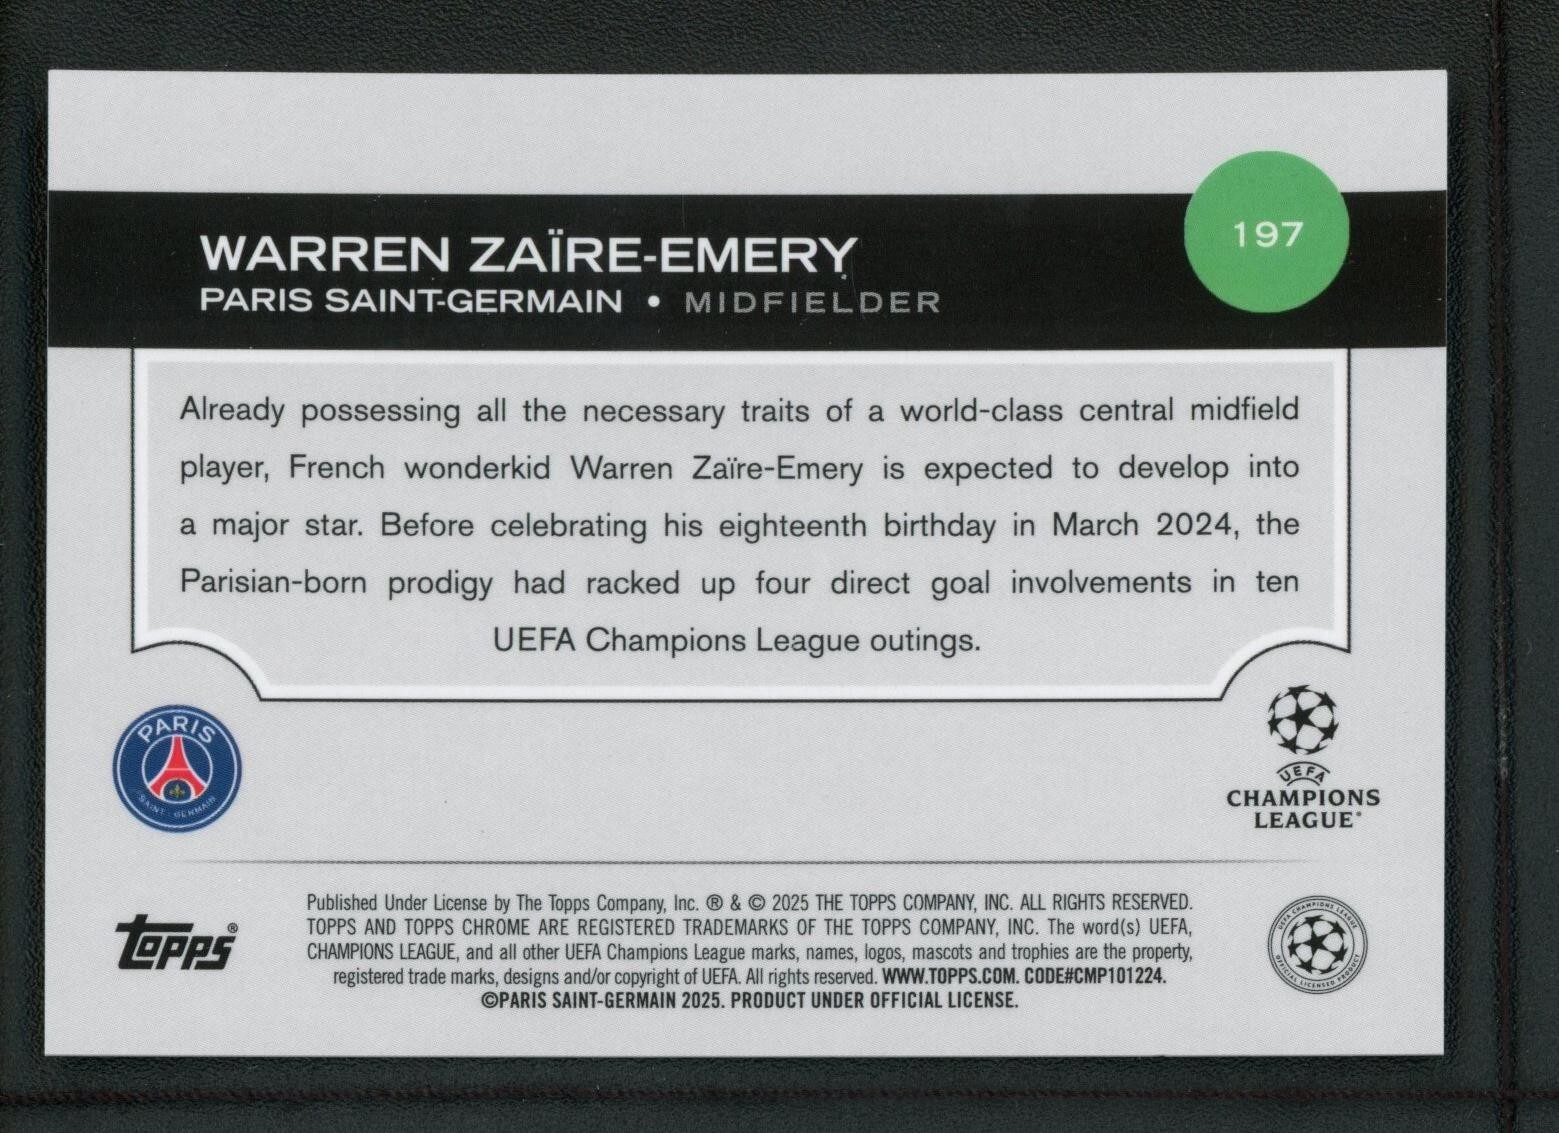 197
WARREN ZAÏRE-EMERY
PARIS SAINT-GERMAIN • MIDFIELDER
Already possessing all the necessary traits of a world-class central midfield
player, French wonderkid Warren Zaïre-Emery is expected to develop into
a major star. Before celebrating his eighteenth birthday in March 2024, the
Parisian-born prodigy had racked up four direct goal involvements in ten
UEFA Champions League outings.
PARIS
SAINT-GERMAIN
UEFA
CHAMPIONS
LEAGUE®
topps®
Published Under License by The Topps Company, Inc. ® & © 2025 THE TOPPS COMPANY, INC. ALL RIGHTS RESERVED.
TOPPS AND TOPPS CHROME ARE REGISTERED TRADEMARKS OF THE TOPPS COMPANY, INC. The word(s) UEFA,
CHAMPIONS LEAGUE, and all other UEFA Champions League marks, names, logos, mascots and trophies are the property,
registered trade marks, designs and/or copyright of UEFA. All rights reserved. WWW.TOPPS.COM. CODE#CMP101224.
©PARIS SAINT-GERMAIN 2025. PRODUCT UNDER OFFICIAL LICENSE.
UEFA CHAMPIONS LEAGUE
OFFICIAL LICENSED PRODUCT